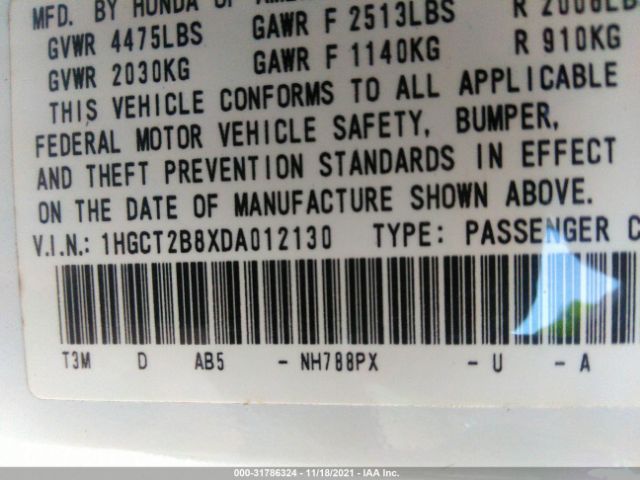 MFD. BY HONDA OF
GVWR 4475LBS GAWR F 2513LBS R 2006LB
GVWR 2030KG GAWR F 1140KG R 910KG
THIS VEHICLE CONFORMS TO ALL APPLICABLE
FEDERAL MOTOR VEHICLE SAFETY, BUMPER,
AND THEFT PREVENTION STANDARDS IN EFFECT
ON THE DATE OF MANUFACTURE SHOWN ABOVE.
V.I.N.: 1HGCT2B8XDA012130 TYPE: PASSENGER C
T3M D AB5 - NH788PX - U - A
000-31786324 - 11/18/2021 - IAA Inc.